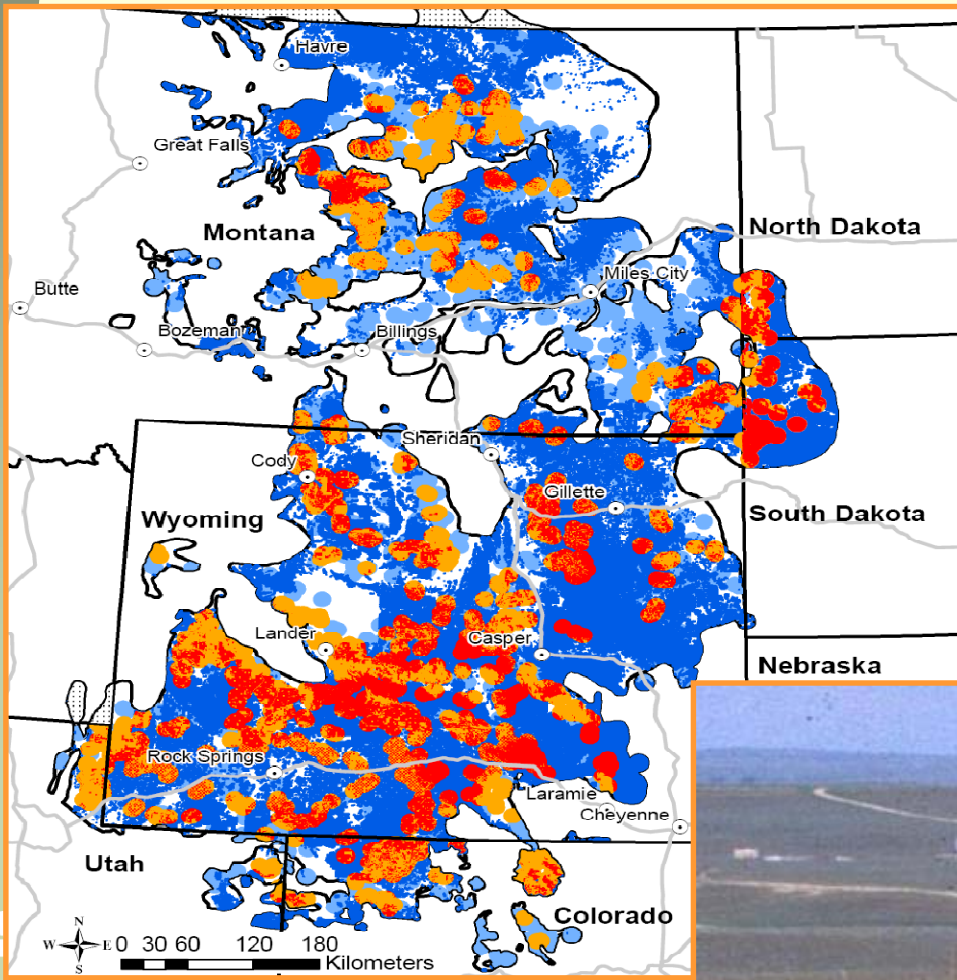 Havre
Great Falls
Montana
North Dakota
Miles City
Butte
Bozeman
Billings
Sheridan
Cody
Gillette
Wyoming
South Dakota
Lander
Casper
Nebraska
Rock Springs
Laramie
Cheyenne
Utah
Colorado
N
W E
S
0 30 60 120 180
Kilometers